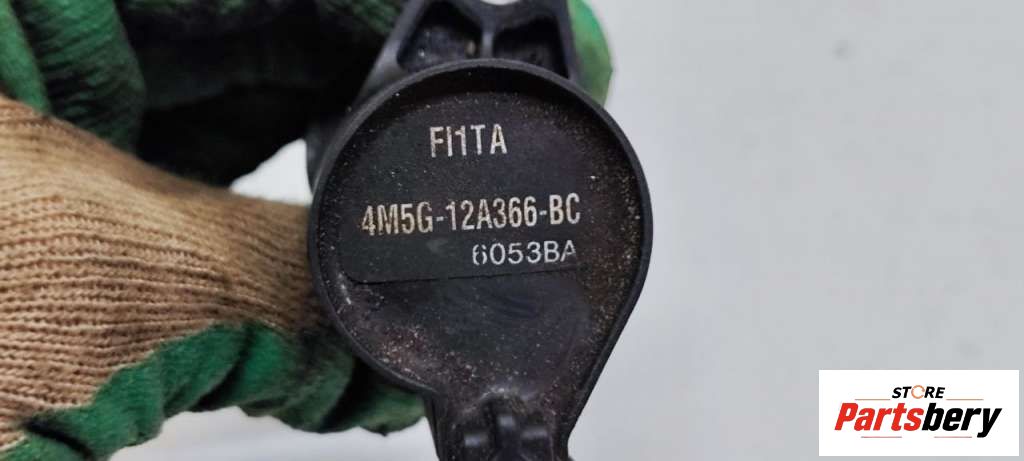 FI1TA
4M5G-12A366-BC
6053BA
STORE
Partsbery